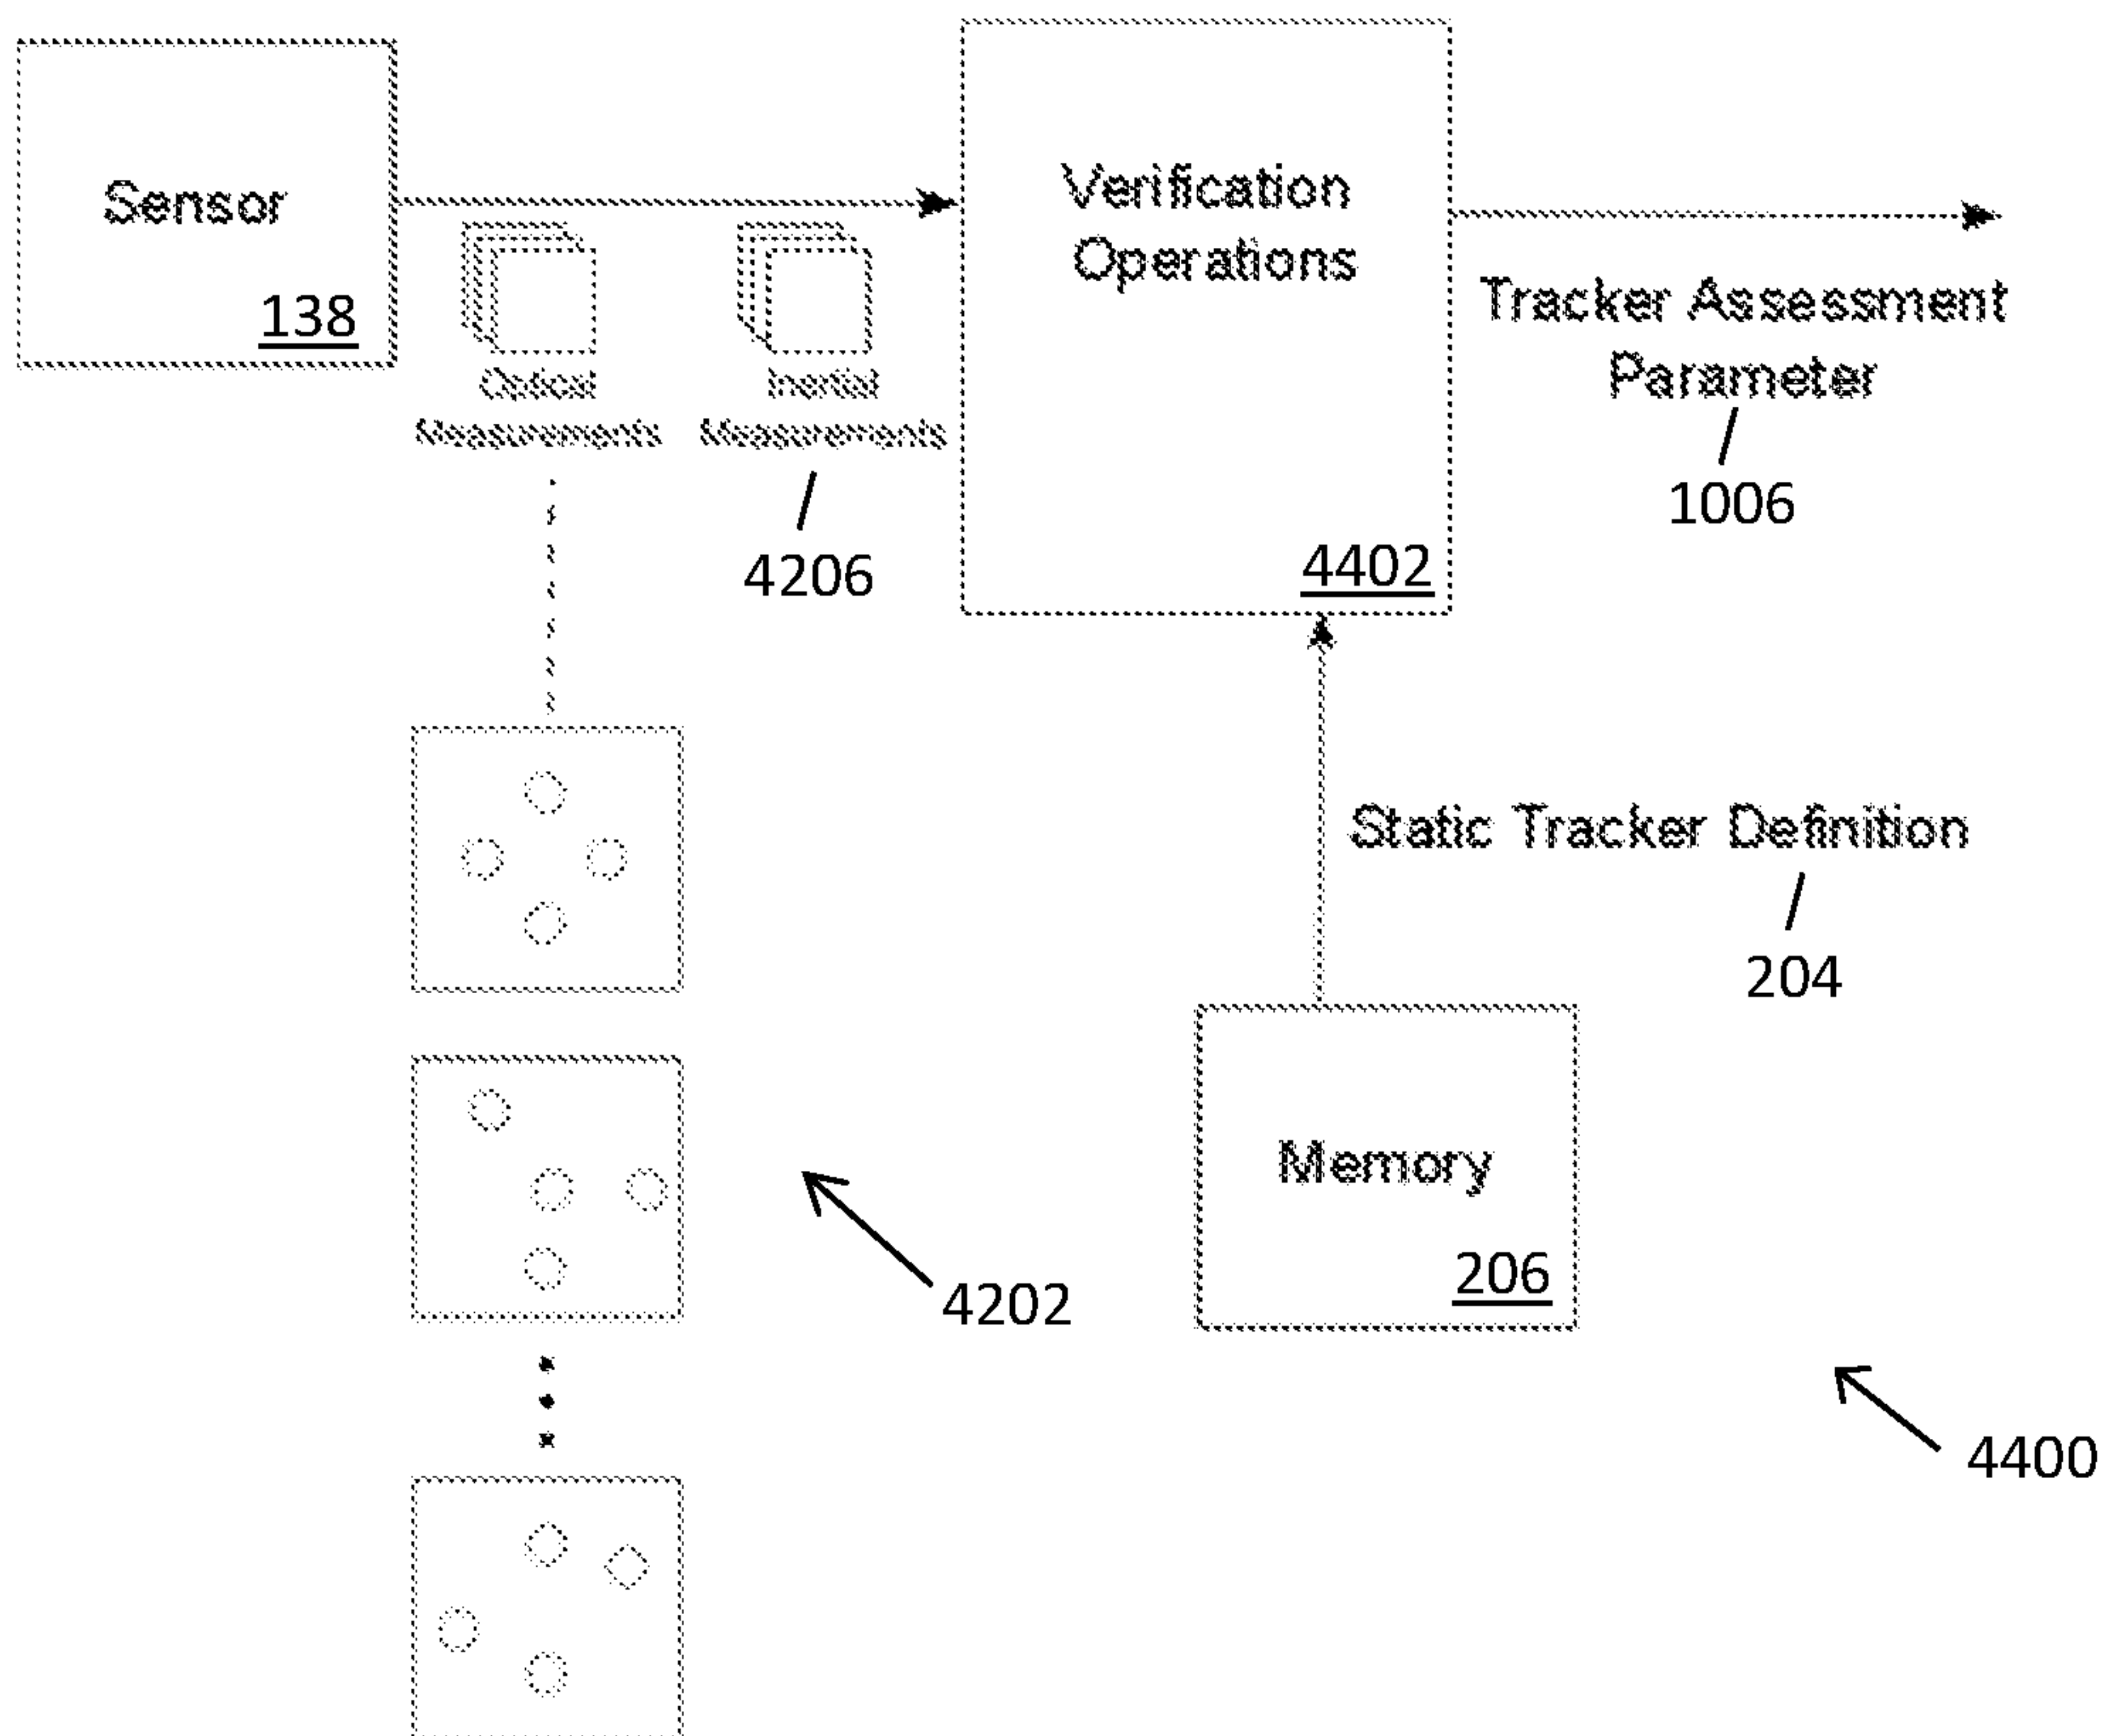 Sensor
138
Optical
Measurements
Inertial
Measurements
4206
Verification
Operations
4402
Tracker Assessment
Parameter
1006
Static Tracker Definition
204
Memory
206
4202
4400